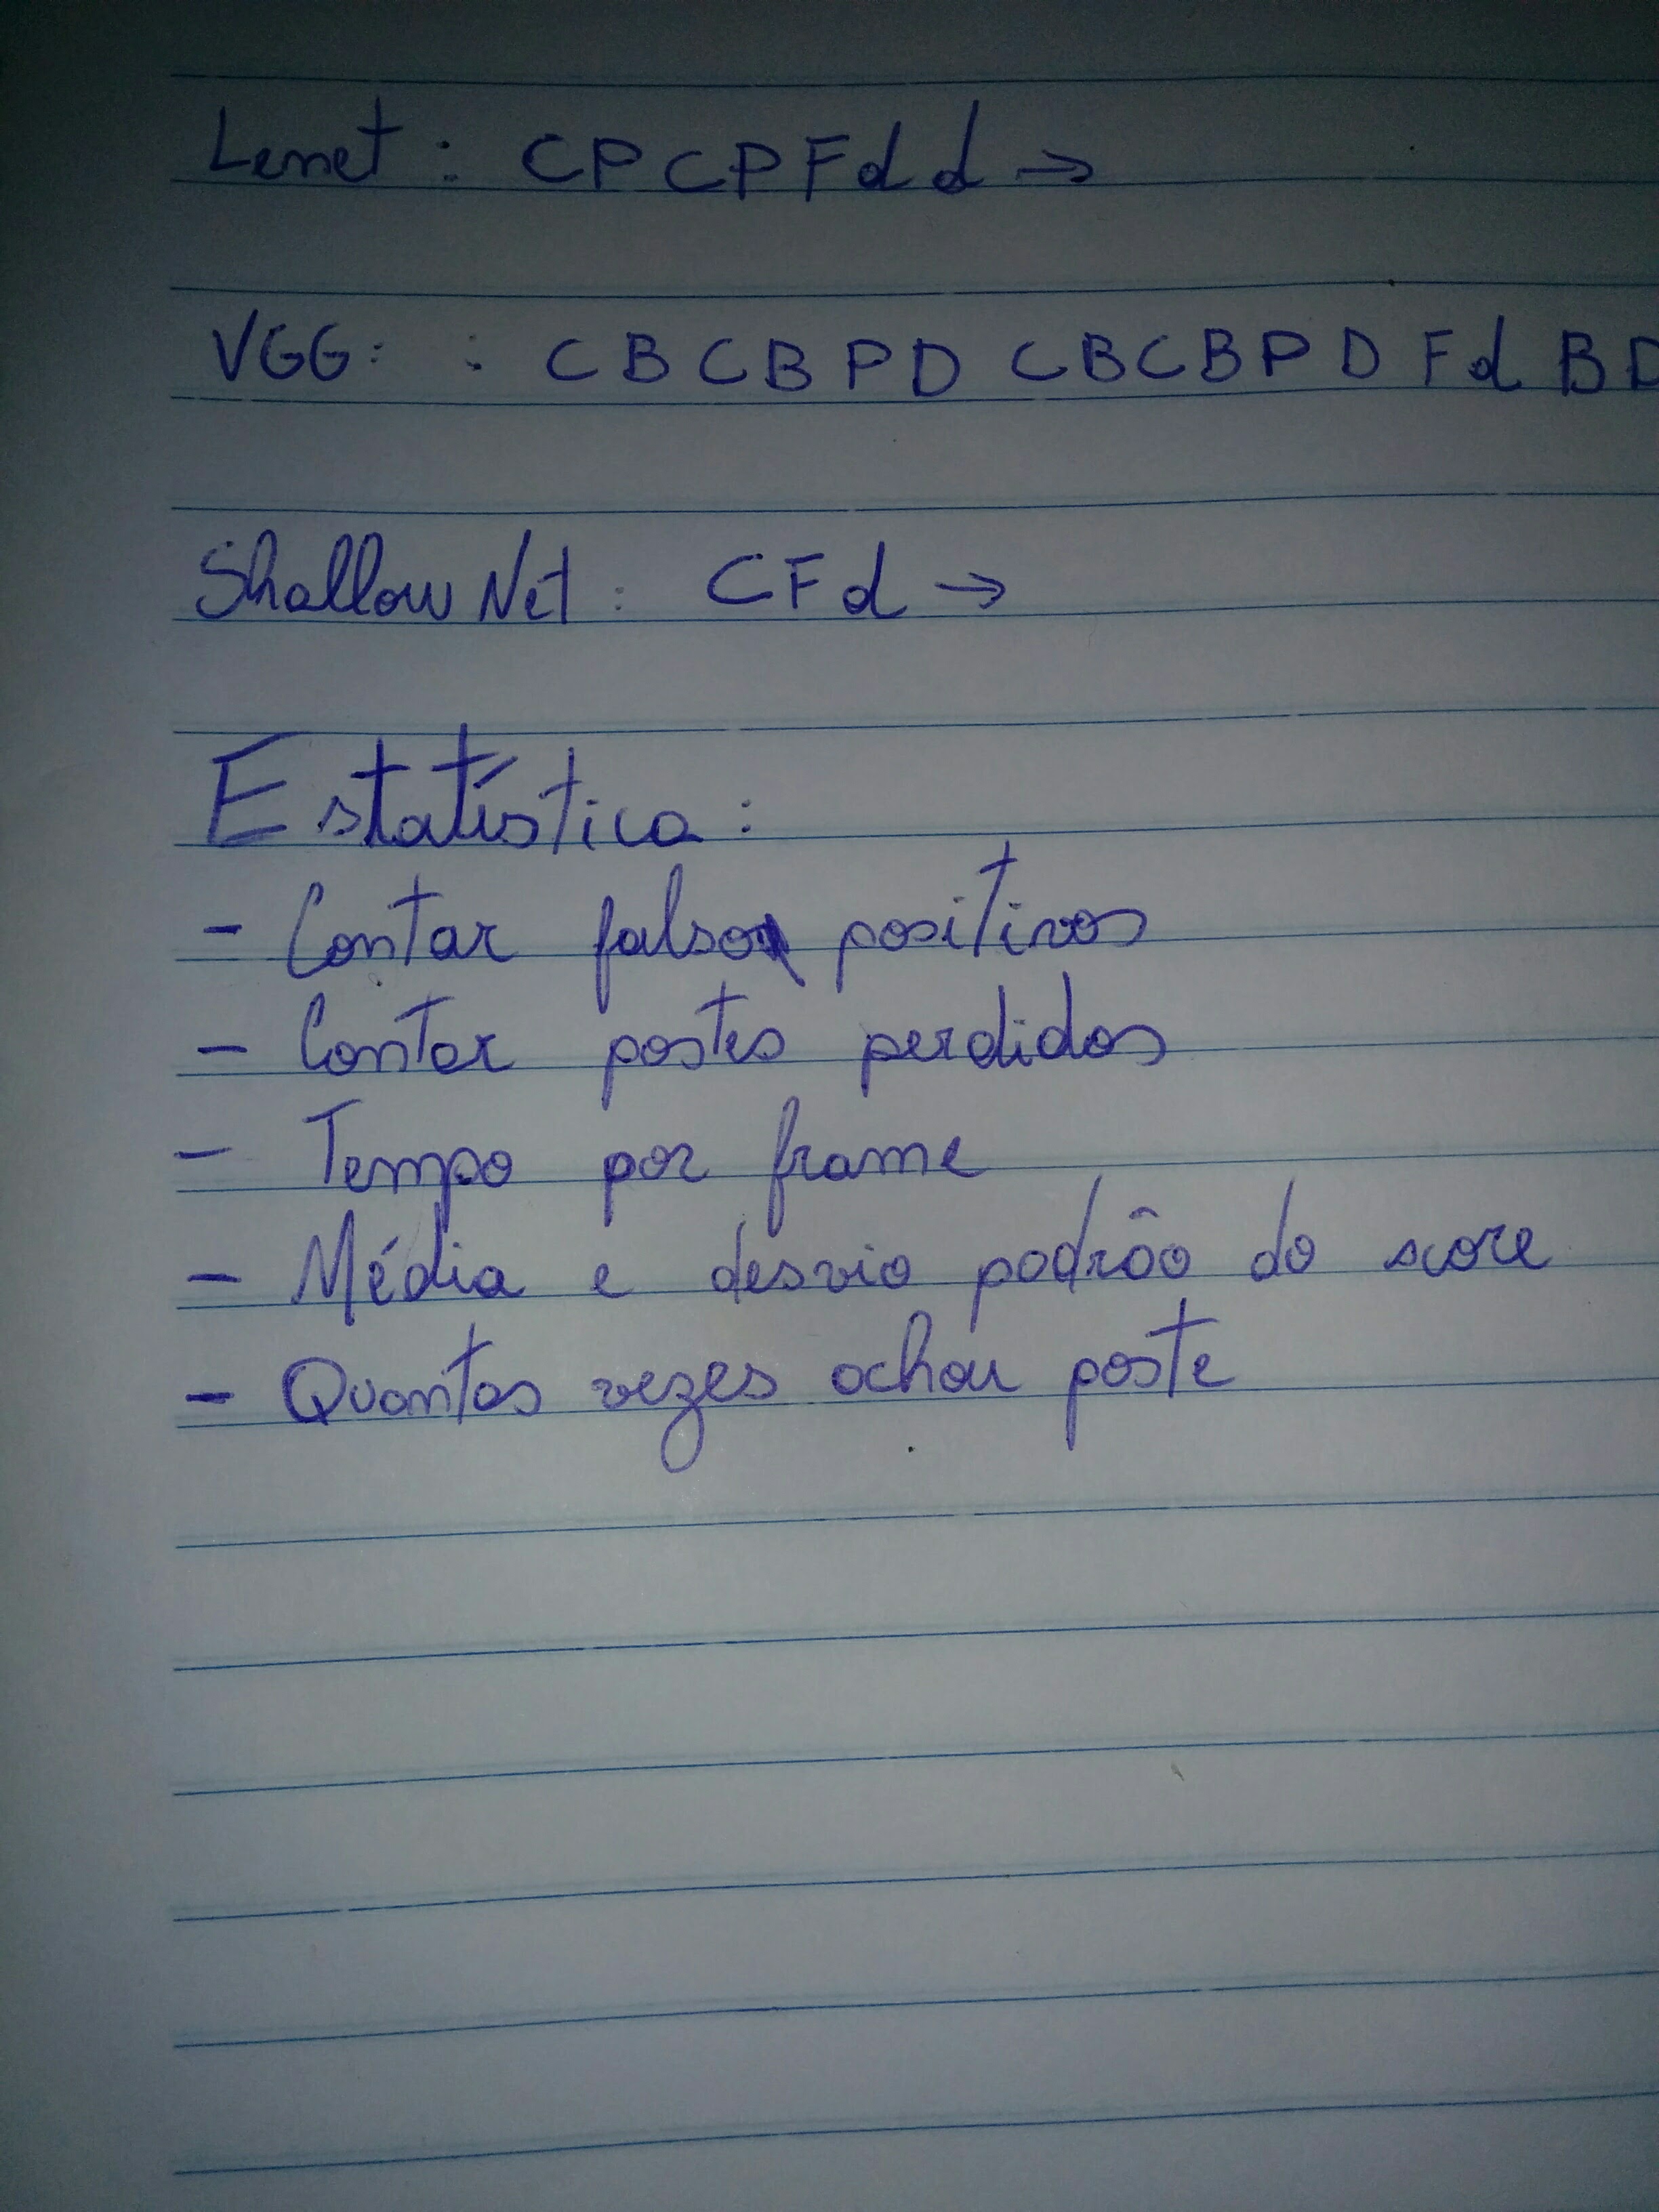 Lenet : CPCPFdd →
VGG: : CBCBPD CBCBPD Fd BD
ShallowNet : CFd →
Estatística :
- Contar falsos positivos
- Contar postes perdidos
- Tempo por frame
- Média e desvio padrão do score
- Quantas vezes achou poste